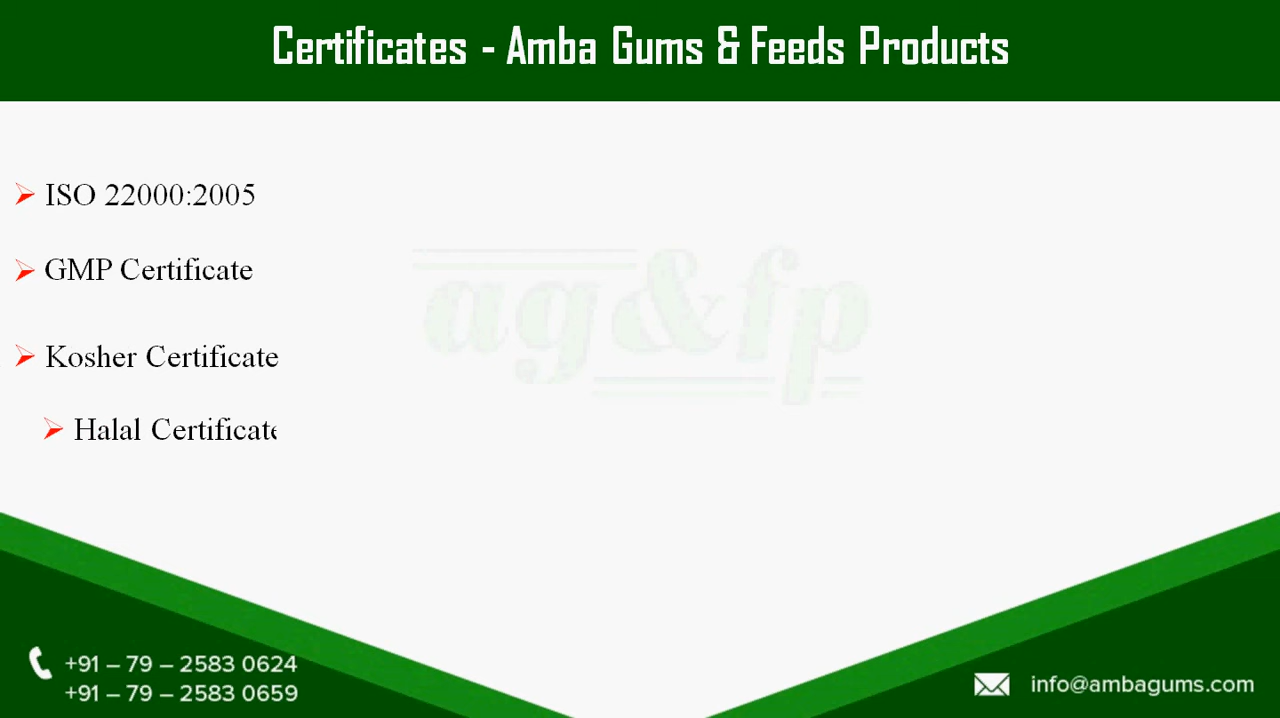 Certificates - Amba Gums & Feeds Products
ISO 22000:2005
GMP Certificate
Kosher Certificate
Halal Certificate
ag&fp
+91 – 79 – 2583 0624
+91 – 79 – 2583 0659
info@ambagums.com